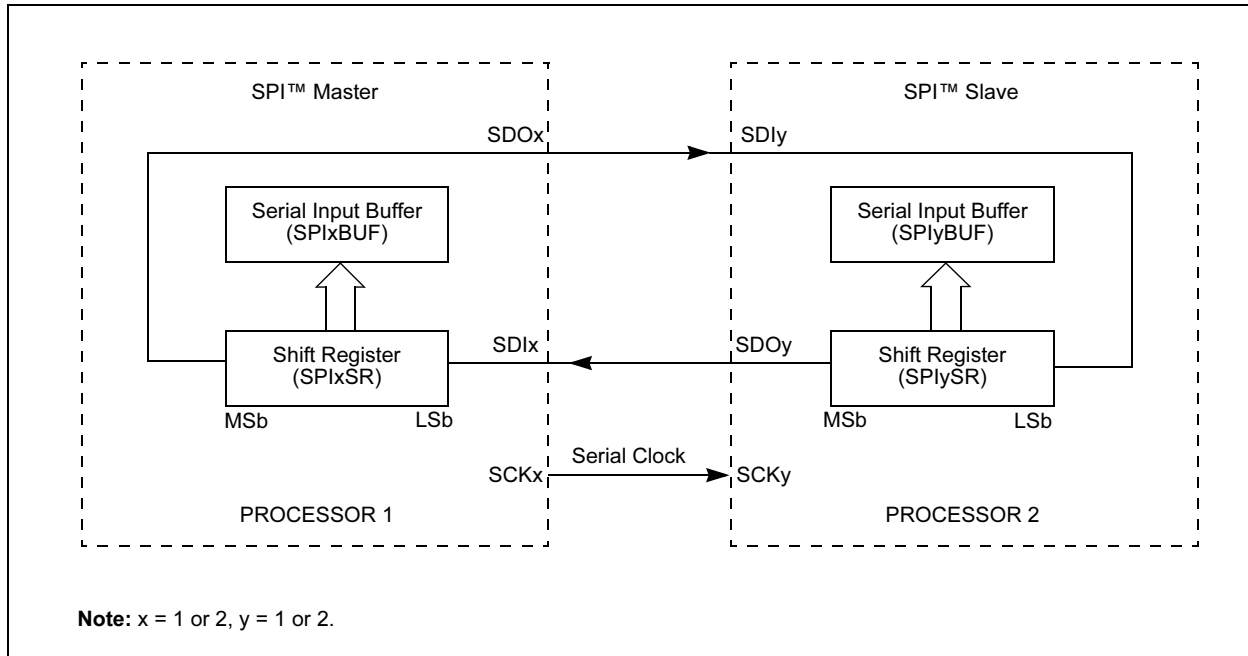 SPI™ Master
SPI™ Slave
SDOx
SDIy
Serial Input Buffer
(SPIxBUF)
Serial Input Buffer
(SPIyBUF)
Shift Register
(SPIxSR)
SDIx
SDOy
Shift Register
(SPIySR)
MSb
LSb
MSb
LSb
Serial Clock
SCKx
SCKy
PROCESSOR 1
PROCESSOR 2
Note: x = 1 or 2, y = 1 or 2.